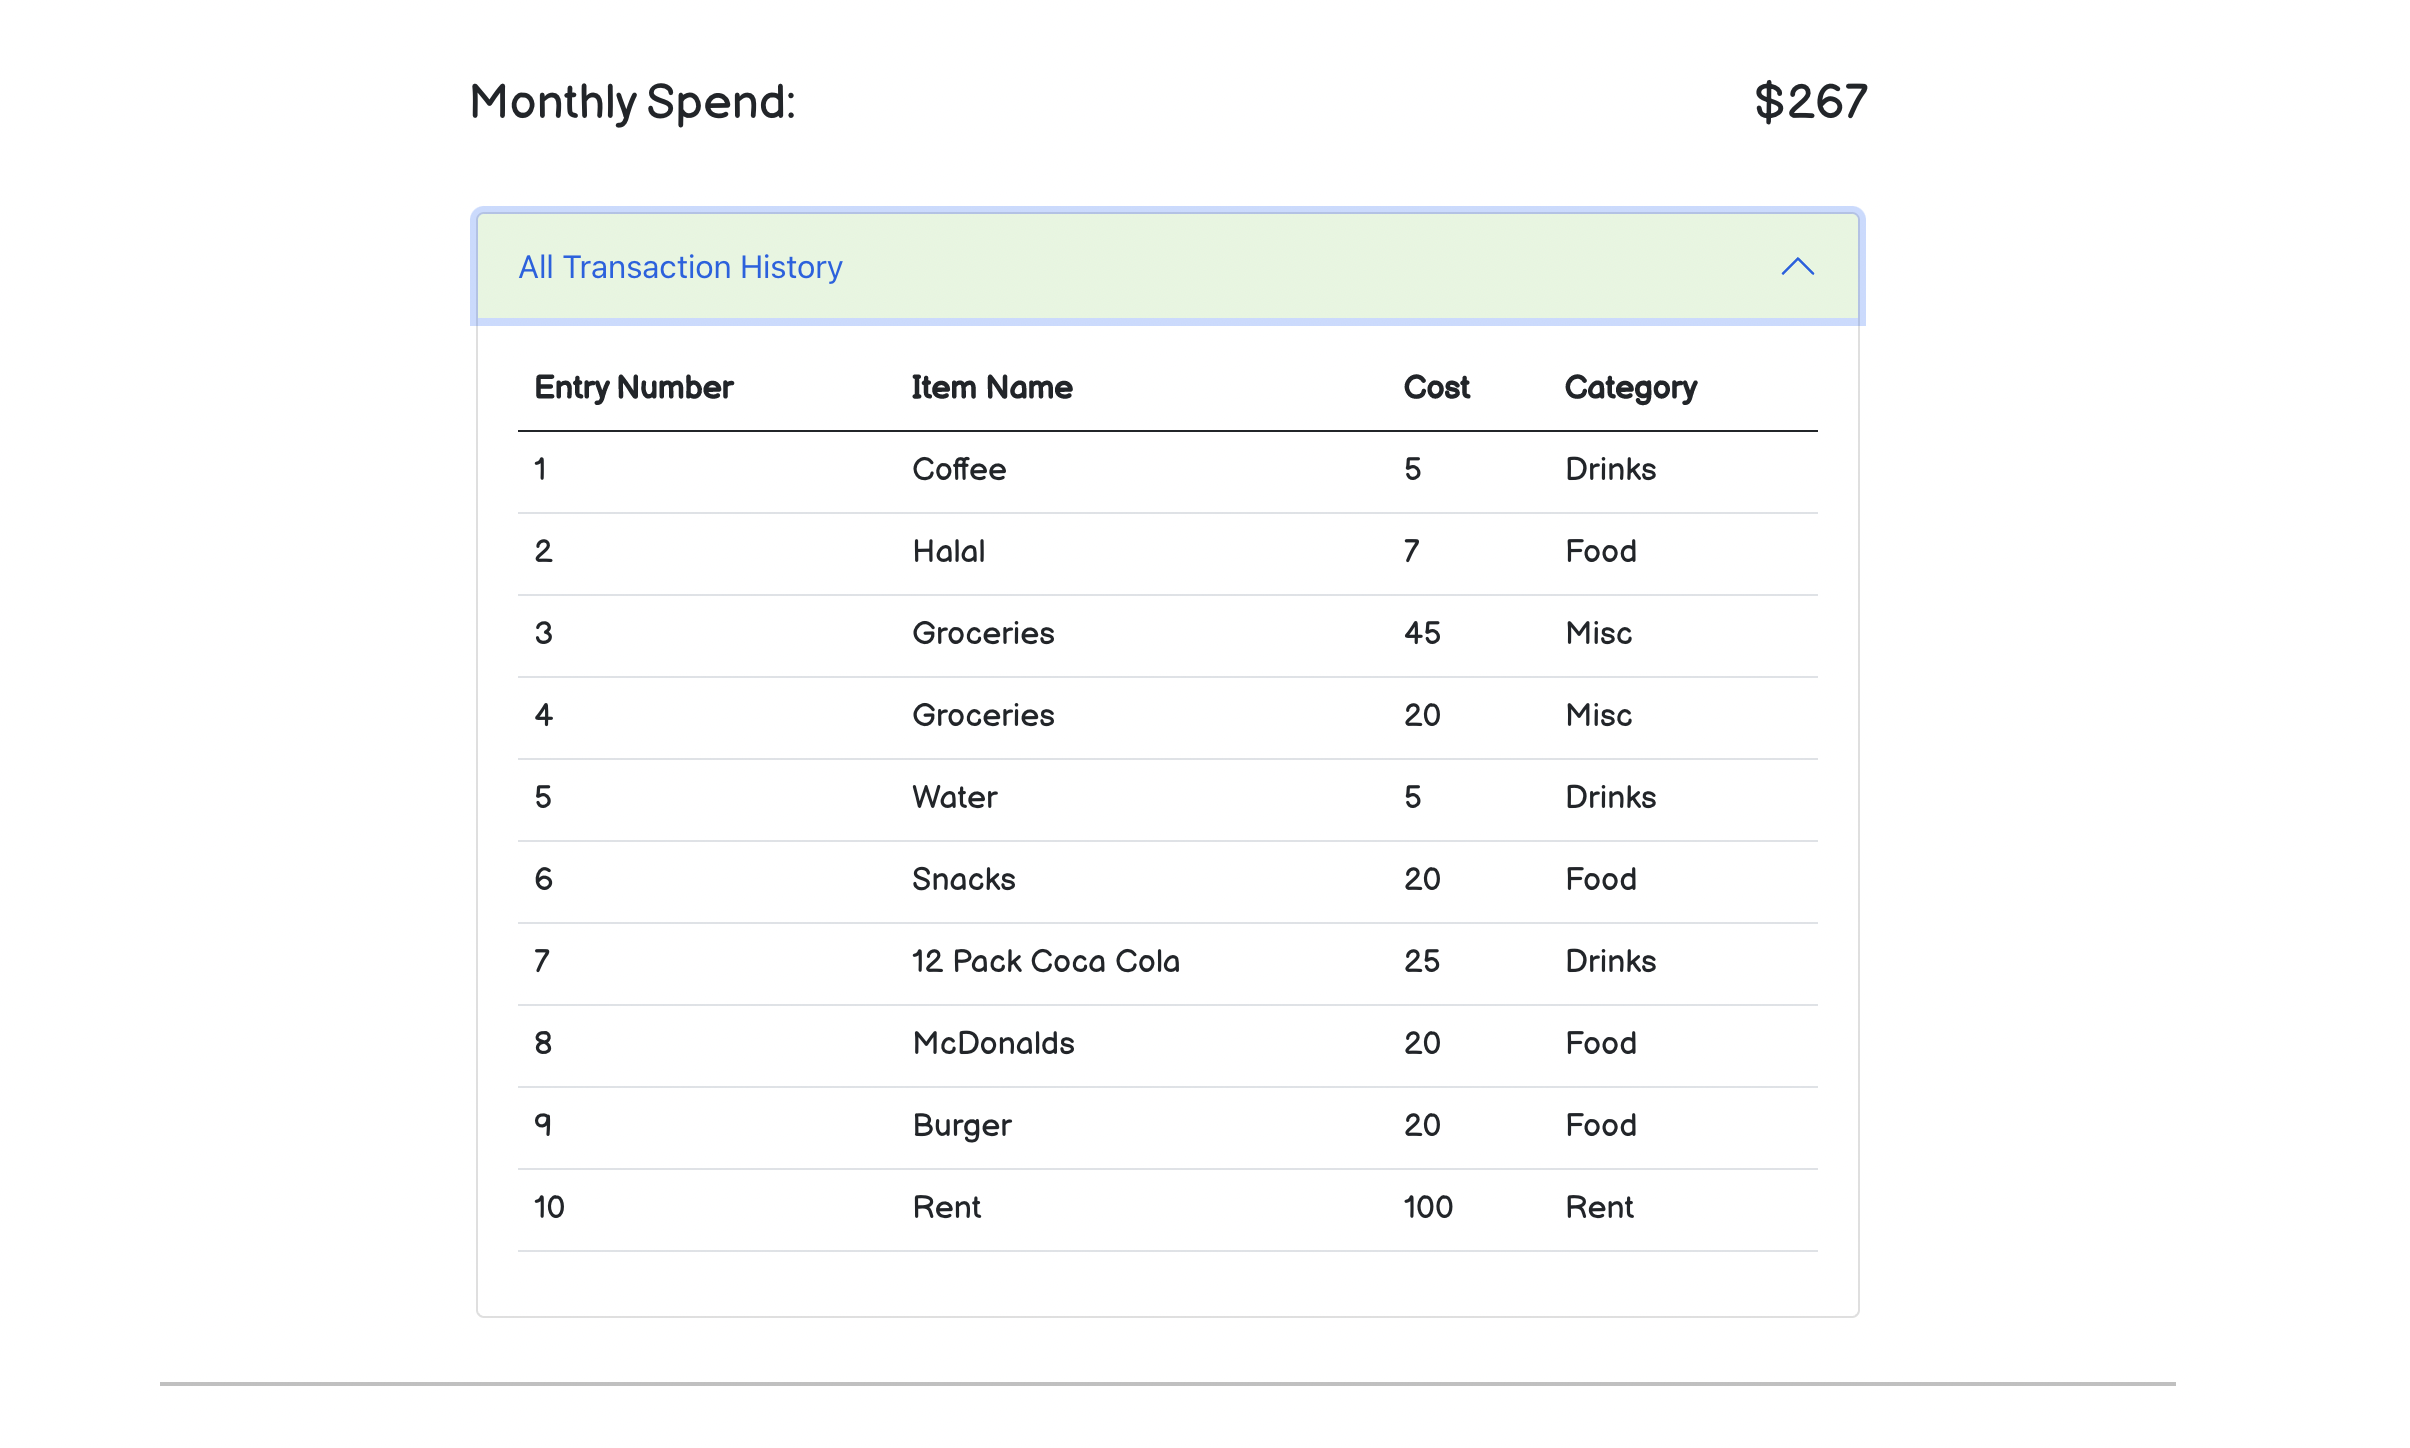 Monthly Spend: $267
All Transaction History
Entry Number Item Name Cost Category
1 Coffee 5 Drinks
2 Halal 7 Food
3 Groceries 45 Misc
4 Groceries 20 Misc
5 Water 5 Drinks
6 Snacks 20 Food
7 12 Pack Coca Cola 25 Drinks
8 McDonalds 20 Food
9 Burger 20 Food
10 Rent 100 Rent